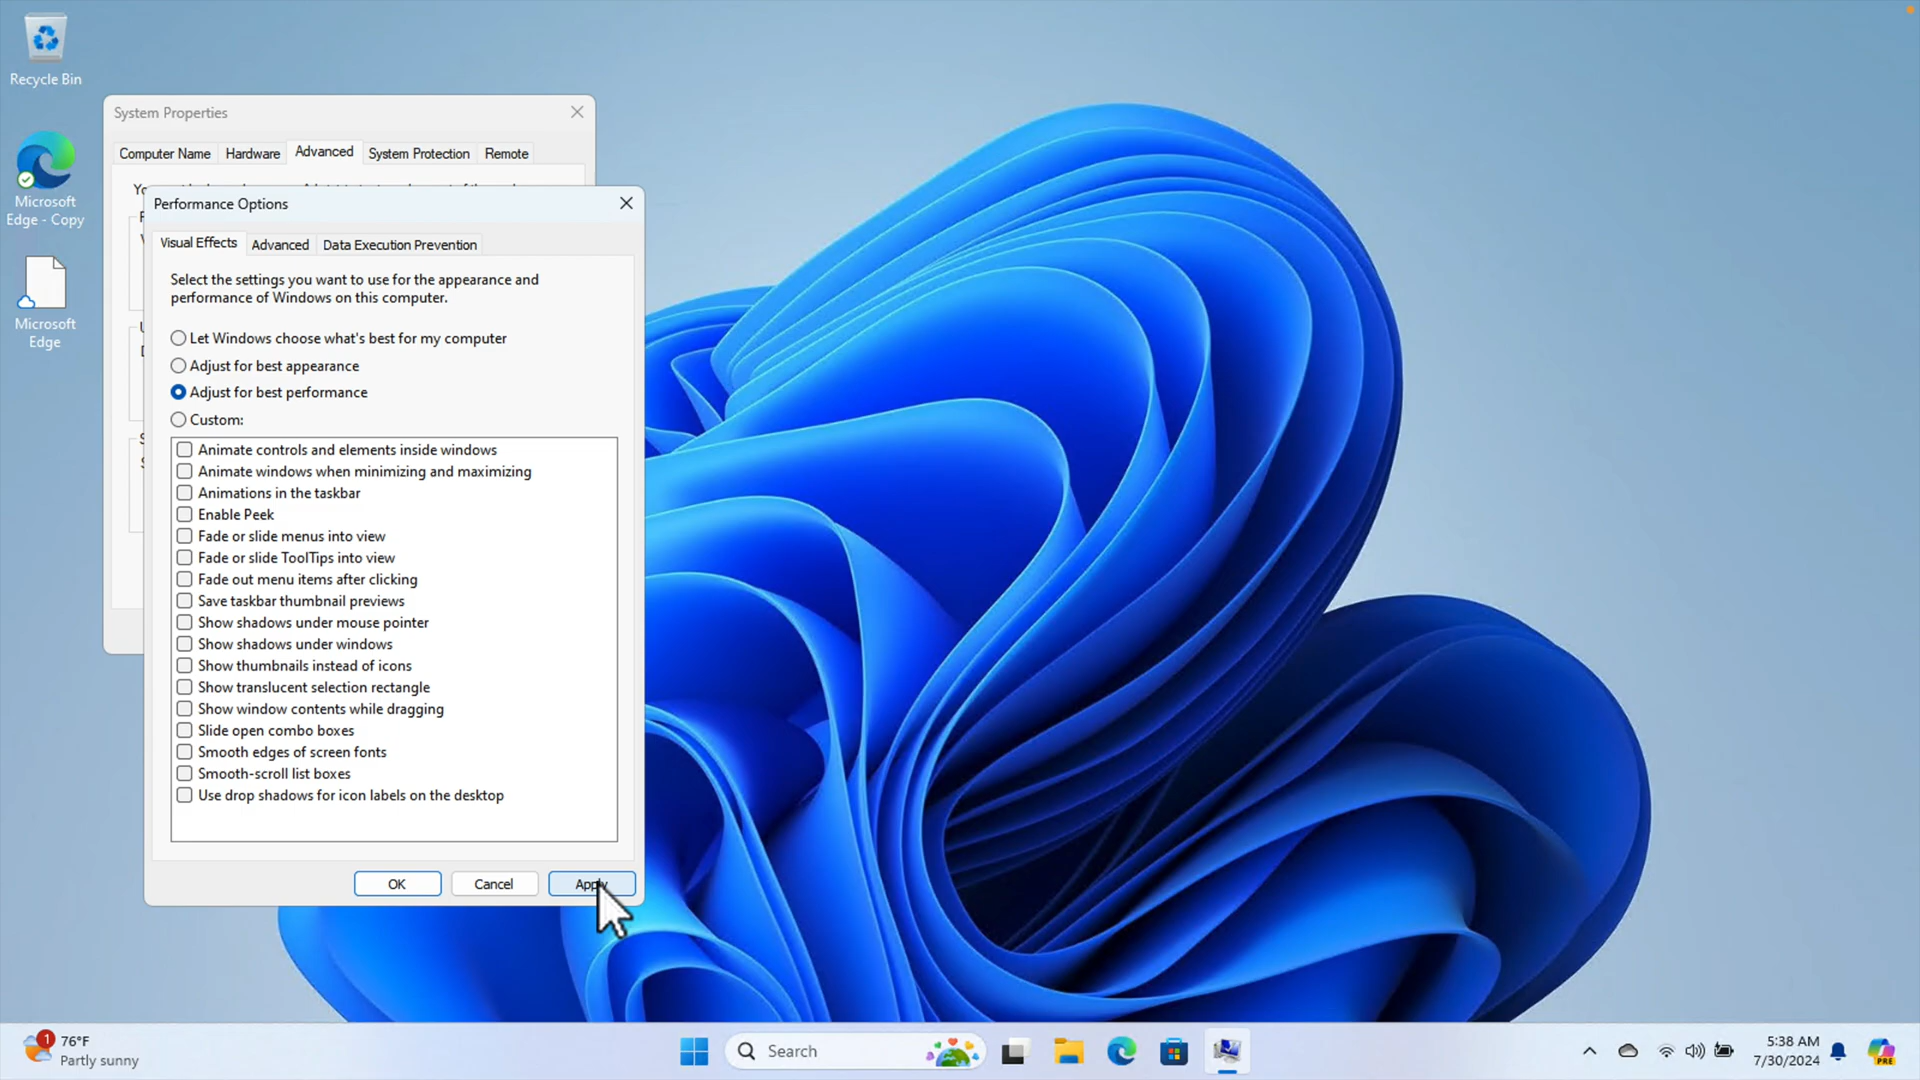 Recycle Bin
Microsoft
Edge - Copy
Microsoft
Edge
System Properties
Computer Name
Hardware
Advanced
System Protection
Remote
Performance Options
Visual Effects
Advanced
Data Execution Prevention
Select the settings you want to use for the appearance and
performance of Windows on this computer.
Let Windows choose what's best for my computer
Adjust for best appearance
Adjust for best performance
Custom:
Animate controls and elements inside windows
Animate windows when minimizing and maximizing
Animations in the taskbar
Enable Peek
Fade or slide menus into view
Fade or slide ToolTips into view
Fade out menu items after clicking
Save taskbar thumbnail previews
Show shadows under mouse pointer
Show shadows under windows
Show thumbnails instead of icons
Show translucent selection rectangle
Show window contents while dragging
Slide open combo boxes
Smooth edges of screen fonts
Smooth-scroll list boxes
Use drop shadows for icon labels on the desktop
OK
Cancel
Apply
1
76°F
Partly sunny
Search
5:38 AM
7/30/2024
PRE